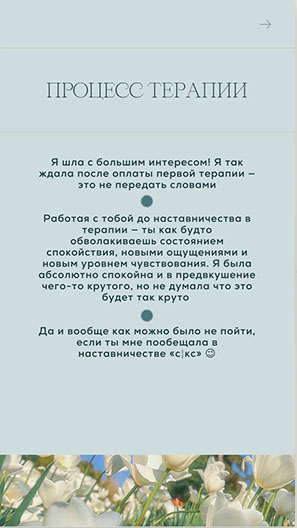 ПРОЦЕСС ТЕРАПИИ
Я шла с большим интересом! Я так
ждала после оплаты первой терапии —
это не передать словами
Работая с тобой до наставничества в
терапии — ты как будто
обволакиваешь состоянием
спокойствия, новыми ощущениями и
новым уровнем чувствования. Я была
абсолютно спокойна и в предвкушение
чего-то крутого, но не думала что это
будет так круто
Да и вообще как можно было не пойти,
если ты мне пообещала в
наставничестве «с¦кс» 😉